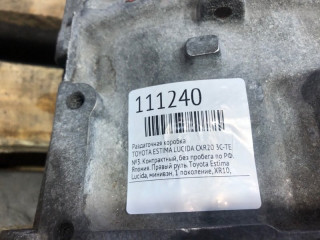 111240
Раздаточная коробка
TOYOTA ESTIMA LUCIDA CXR20 3C-TE
№3. Контрактный, без пробега по РФ.
Япония. Правый руль. Toyota Estima
Lucida, минивэн, 1 поколение, XR10,